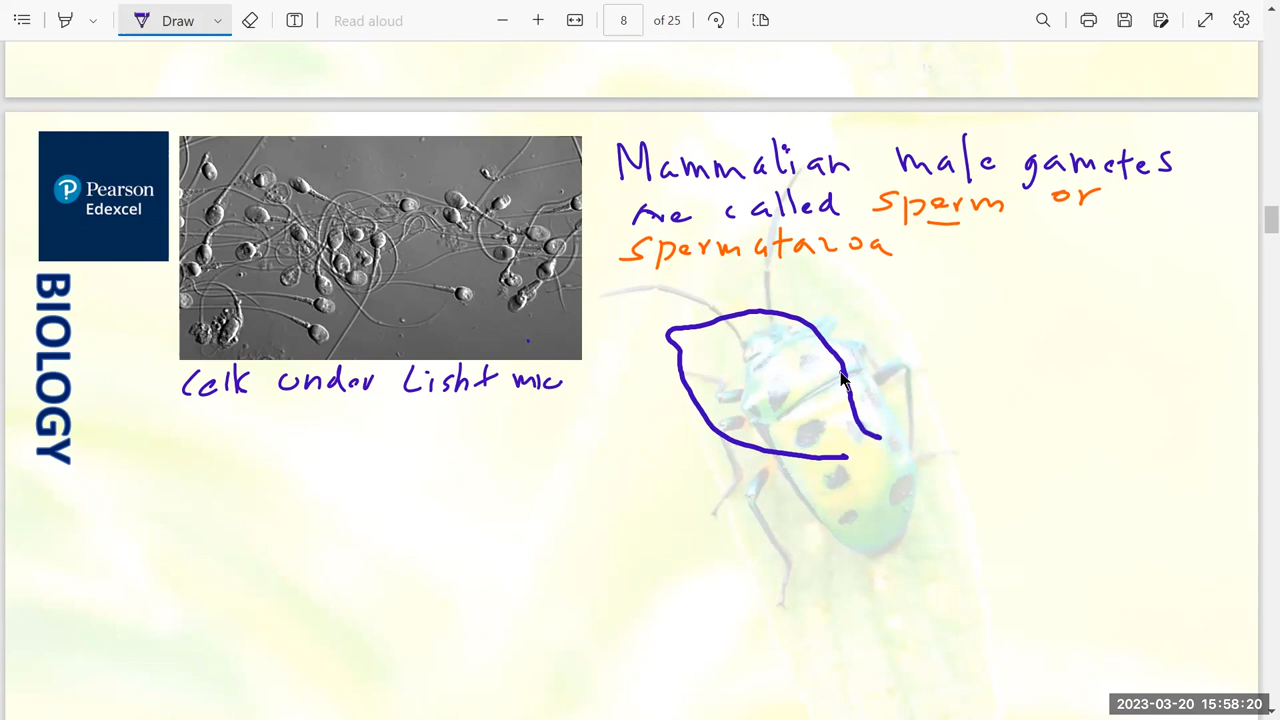 Draw
Read aloud
8
of 25
Pearson
Edexcel
BIOLOGY
Mammalian male gametes
are called sperm or
spermatazoa
Cells under Light mic
2023-03-20 15:58:20